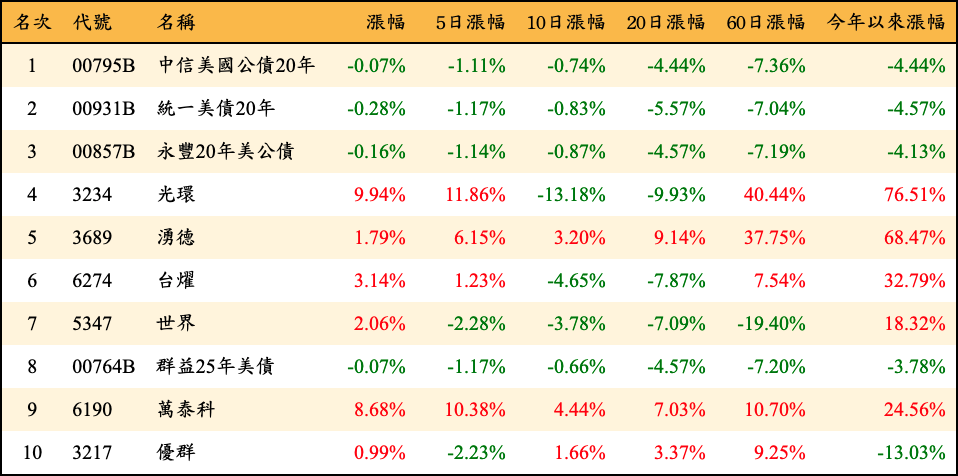 名次 代號 名稱 漲幅 5日漲幅 10日漲幅 20日漲幅 60日漲幅 今年以來漲幅
1 00795B 中信美國公債20年 -0.07% -1.11% -0.74% -4.44% -7.36% -4.44%
2 00931B 統一美債20年 -0.28% -1.17% -0.83% -5.57% -7.04% -4.57%
3 00857B 永豐20年美公債 -0.16% -1.14% -0.87% -4.57% -7.19% -4.13%
4 3234 光環 9.94% 11.86% -13.18% -9.93% 40.44% 76.51%
5 3689 湧德 1.79% 6.15% 3.20% 9.14% 37.75% 68.47%
6 6274 台燿 3.14% 1.23% -4.65% -7.87% 7.54% 32.79%
7 5347 世界 2.06% -2.28% -3.78% -7.09% -19.40% 18.32%
8 00764B 群益25年美債 -0.07% -1.17% -0.66% -4.57% -7.20% -3.78%
9 6190 萬泰科 8.68% 10.38% 4.44% 7.03% 10.70% 24.56%
10 3217 優群 0.99% -2.23% 1.66% 3.37% 9.25% -13.03%